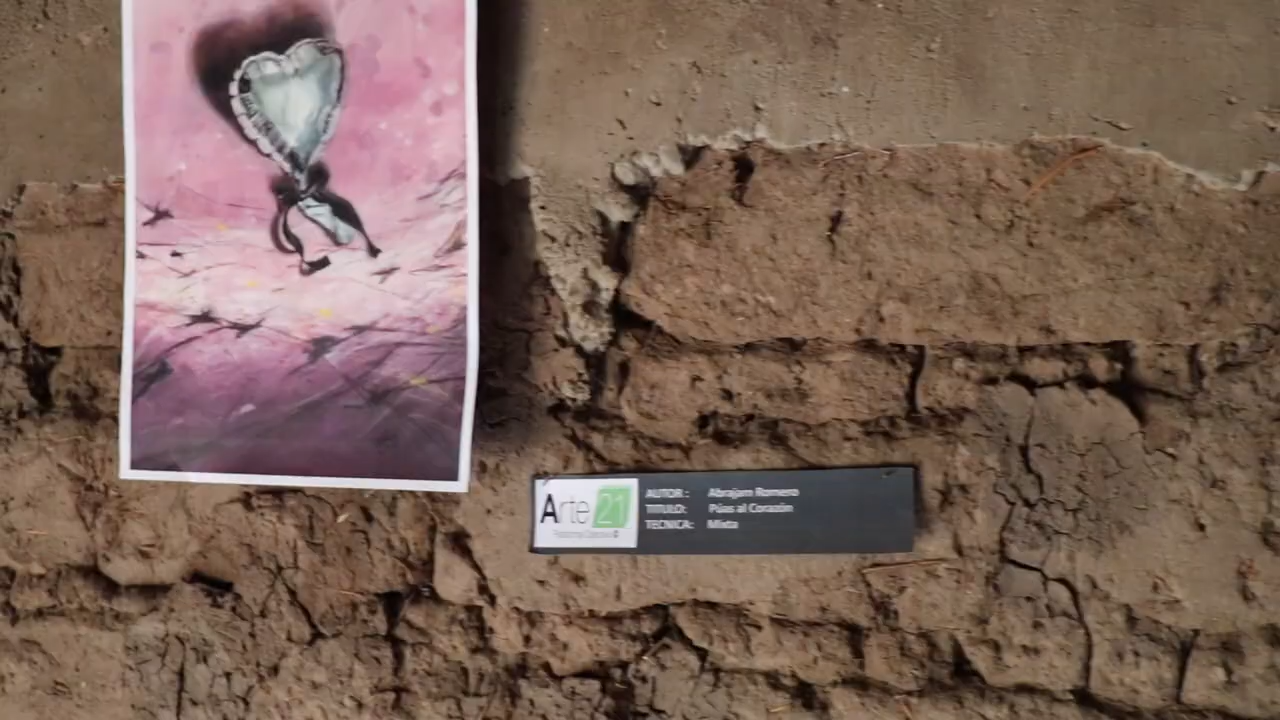 Arte 21
AUTOR: Abrajam Romero
TITULO: Púas al Corazón
TECNICA: Mixta